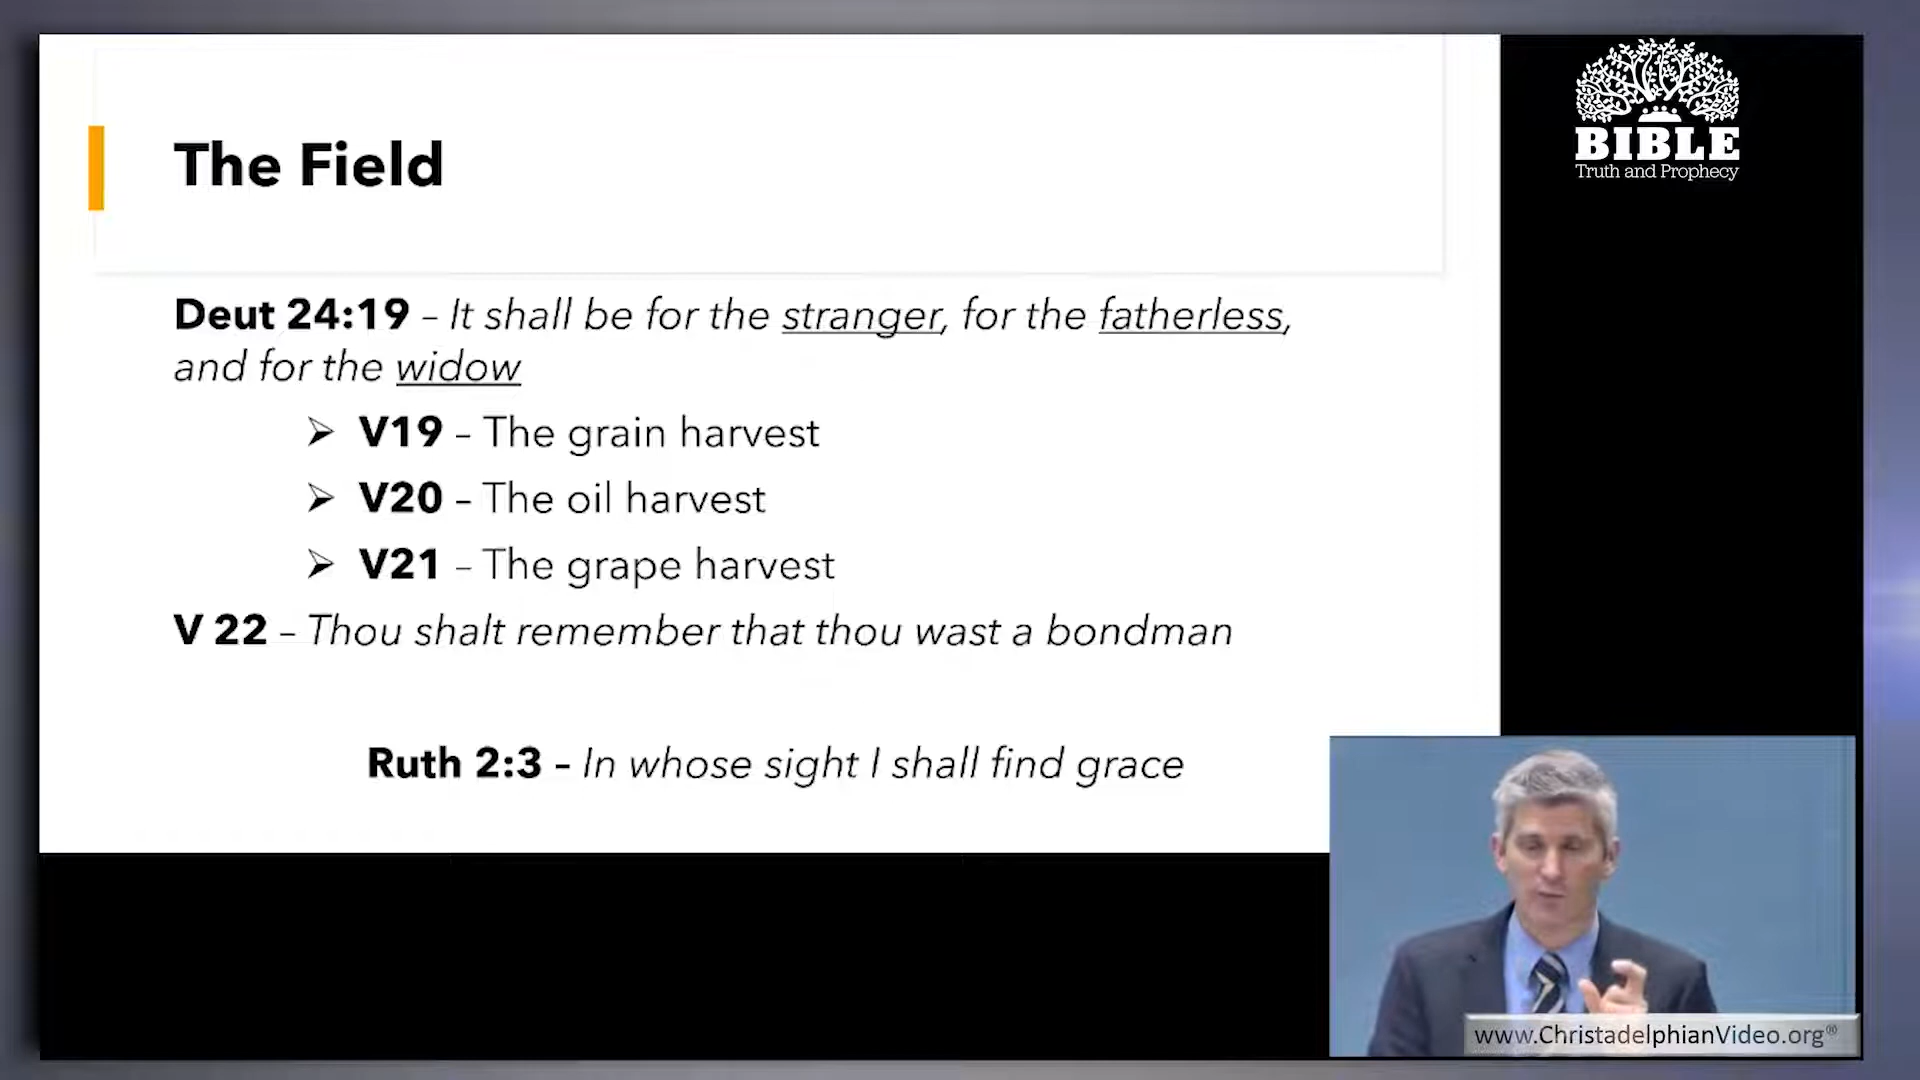 The Field
Deut 24:19 – It shall be for the stranger, for the fatherless,
and for the widow
➢ V19 – The grain harvest
➢ V20 – The oil harvest
➢ V21 – The grape harvest
V 22 – Thou shalt remember that thou wast a bondman
Ruth 2:3 – In whose sight I shall find grace
BIBLE
Truth and Prophecy
www.ChristadelphianVideo.org®